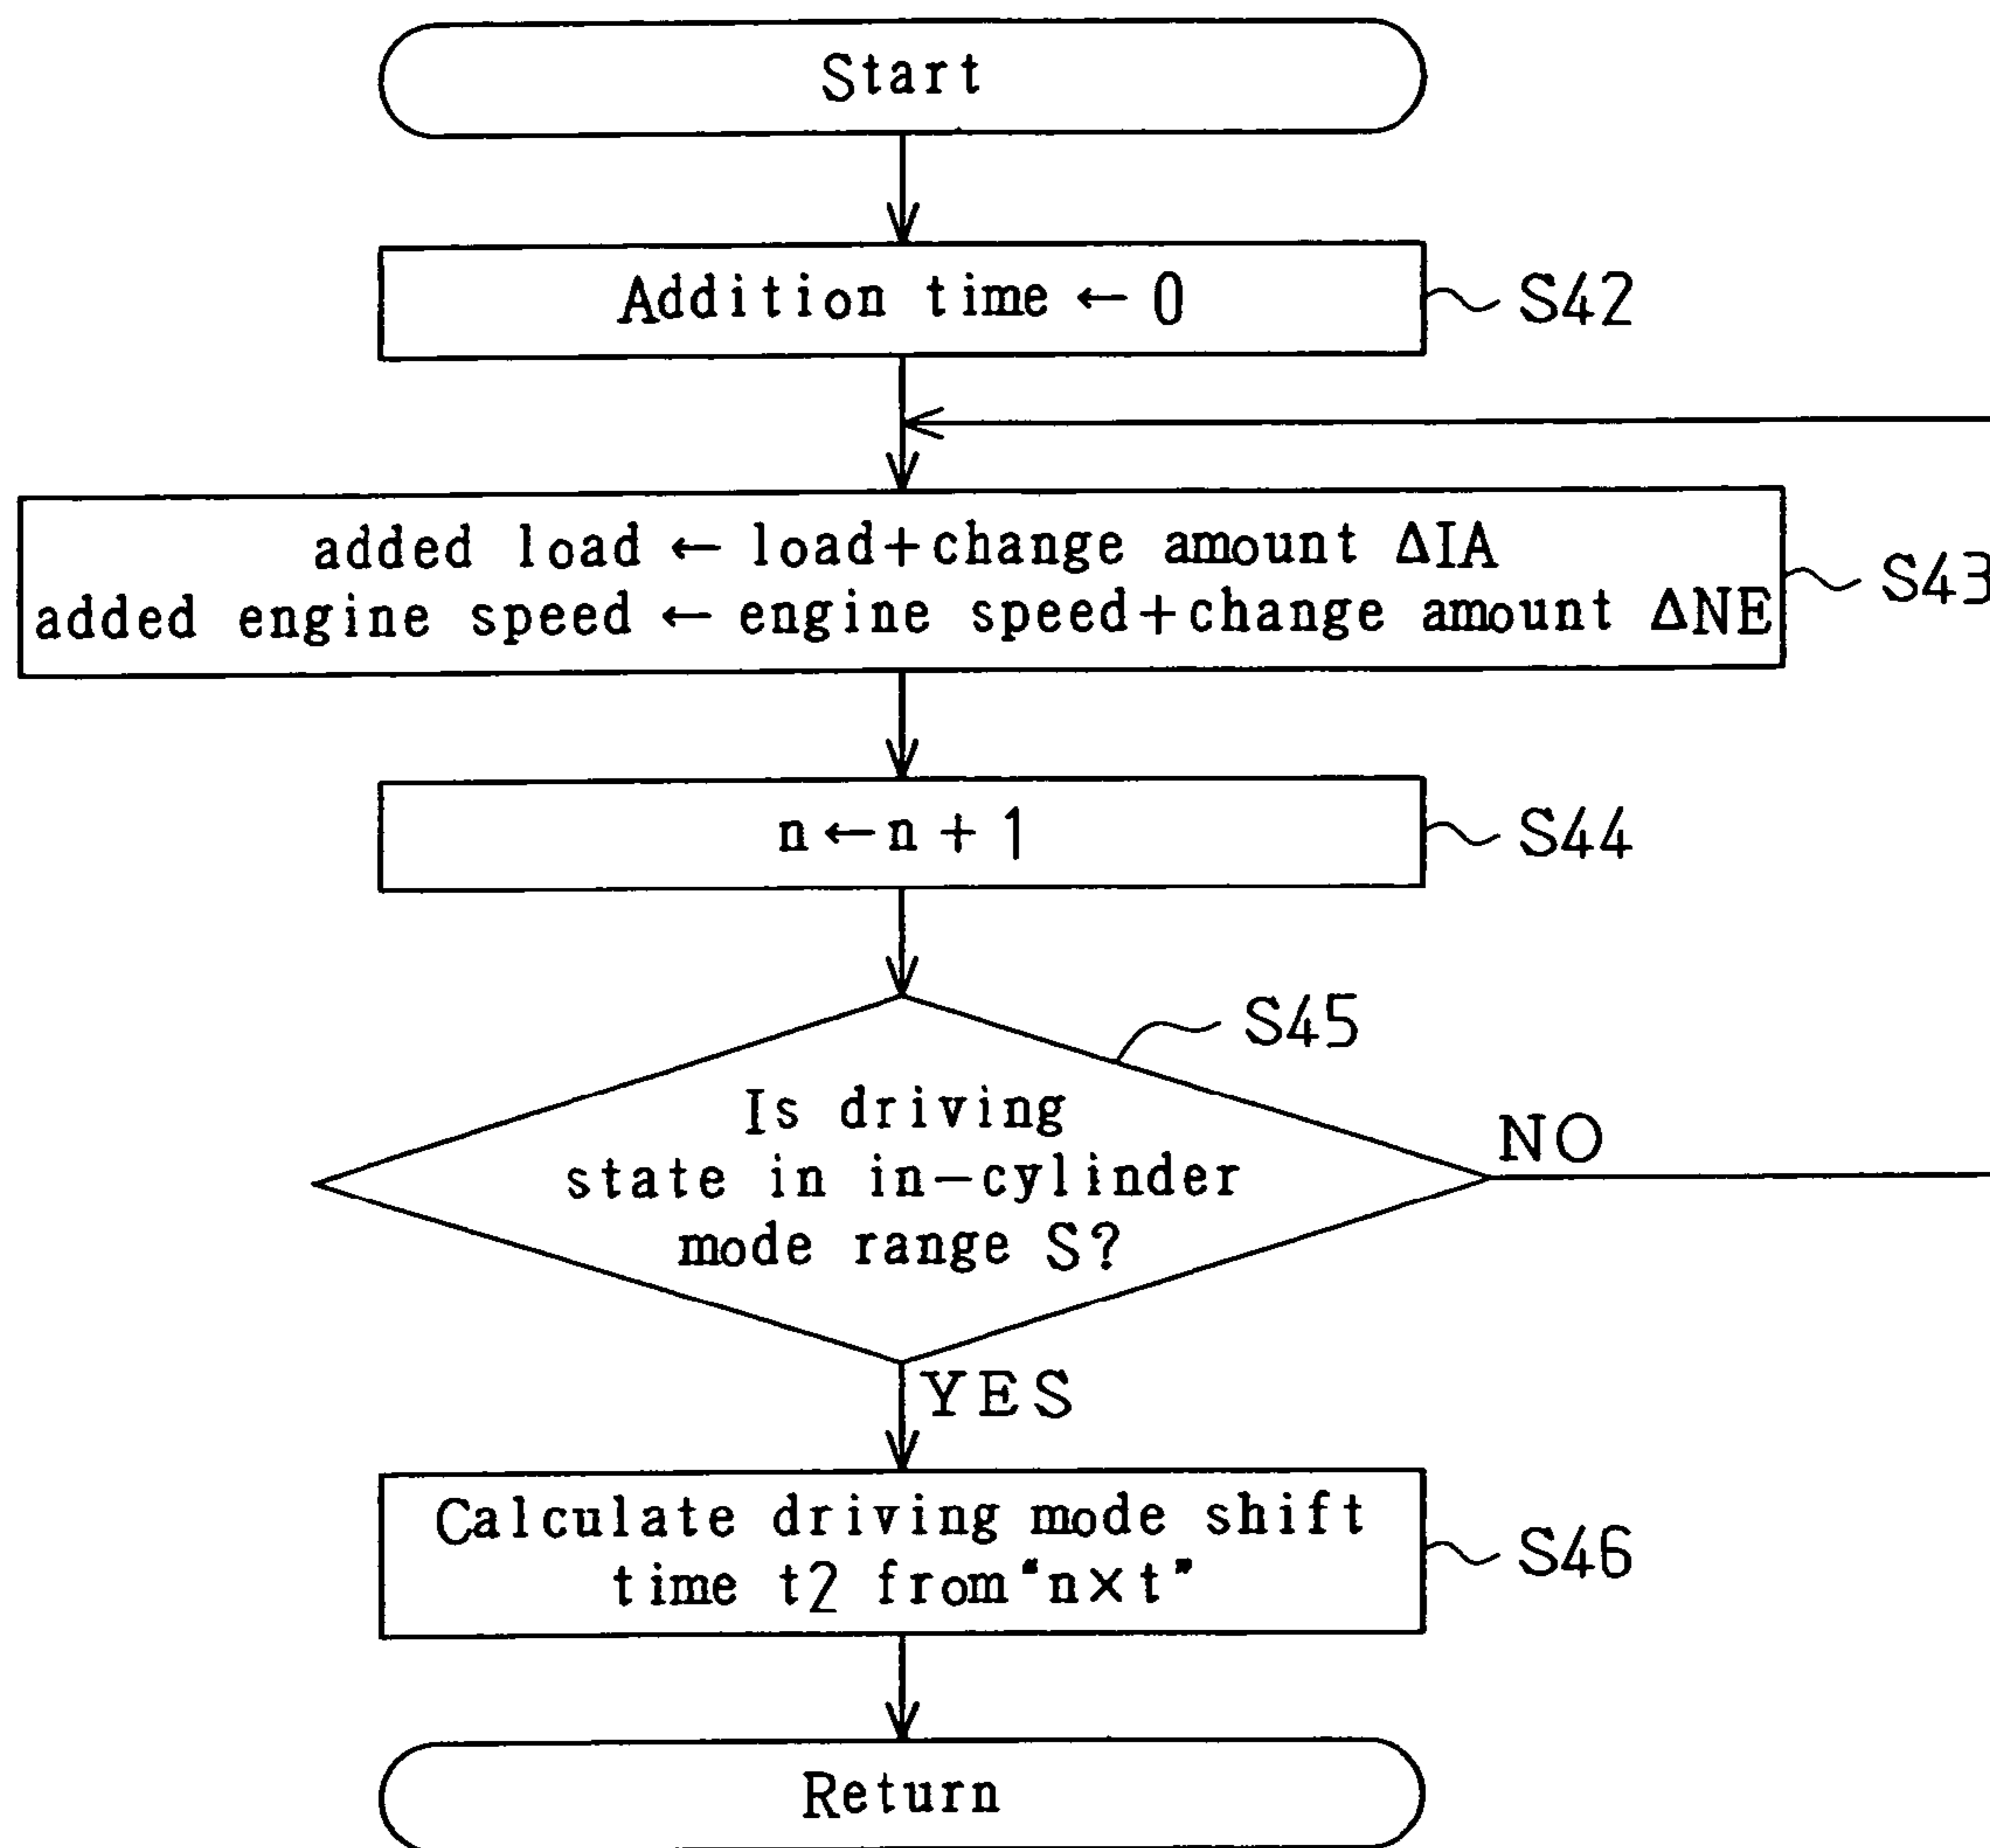 Start
Addition time ← 0
S42
added load ← load+change amount ΔIA
added engine speed ← engine speed+change amount ΔNE
S43
n←n+1
S44
S45
Is driving
state in in-cylinder
mode range S?
NO
YES
Calculate driving mode shift
time t2 from“n×t”
S46
Return